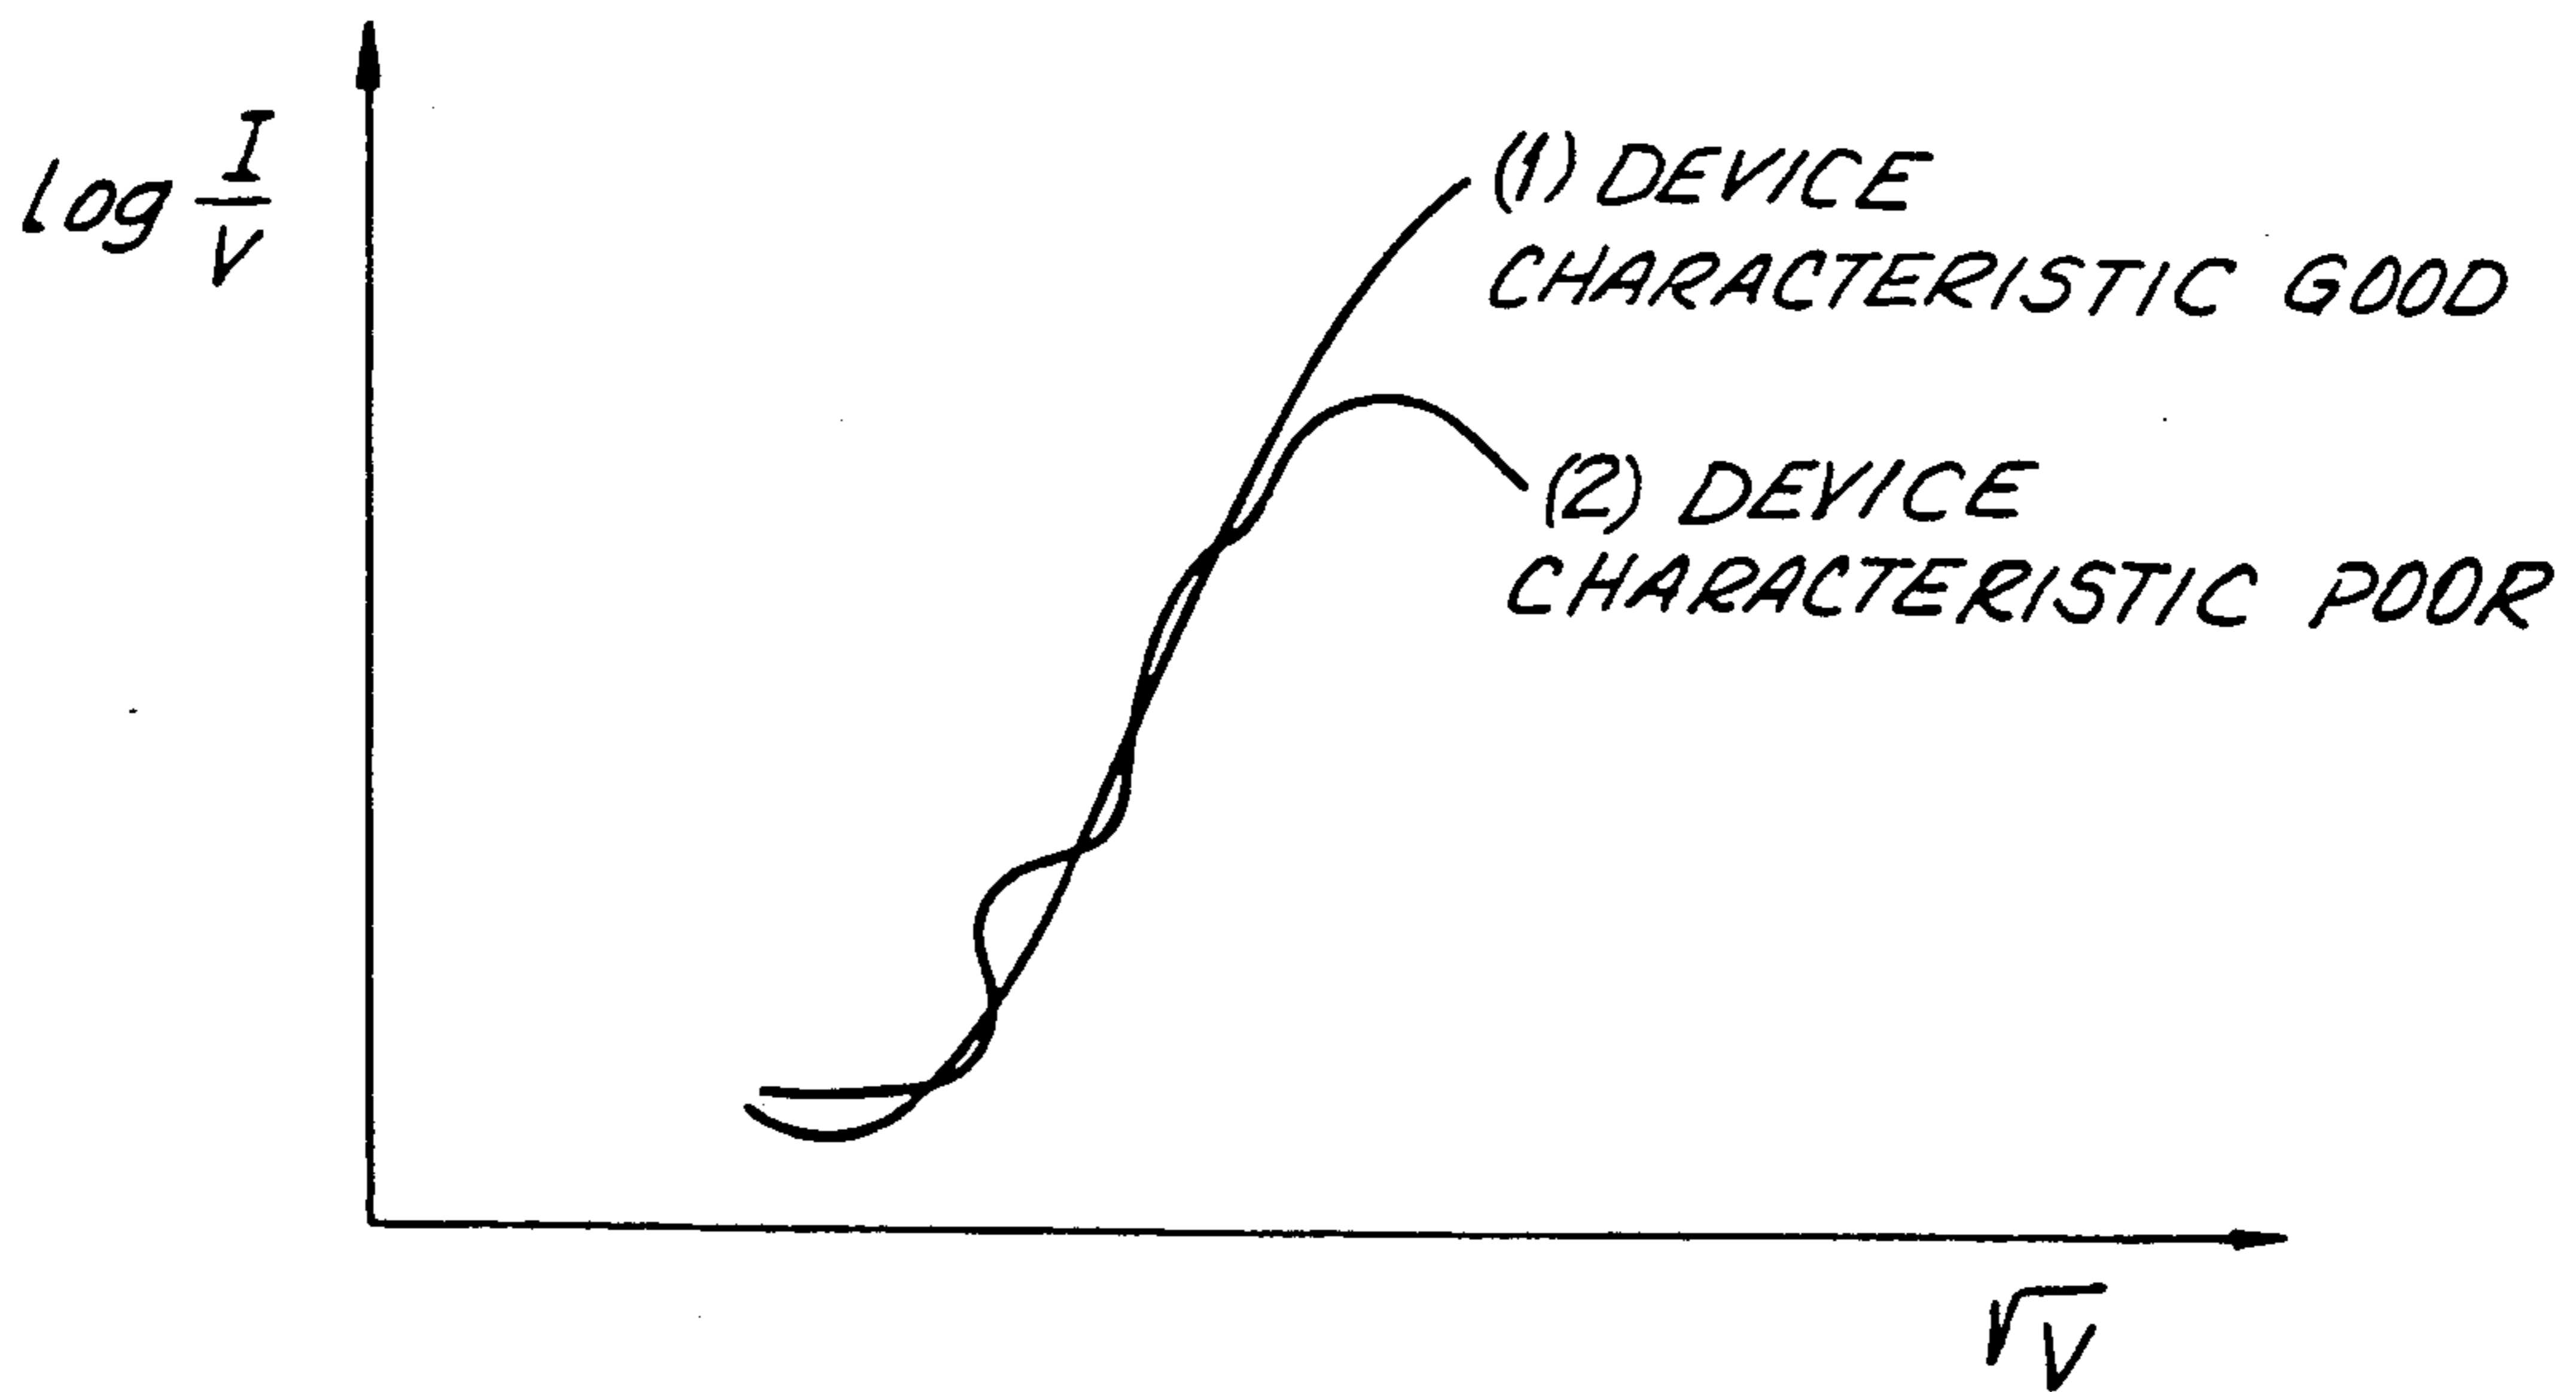 log I/V
(1) DEVICE
CHARACTERISTIC GOOD
(2) DEVICE
CHARACTERISTIC POOR
√V